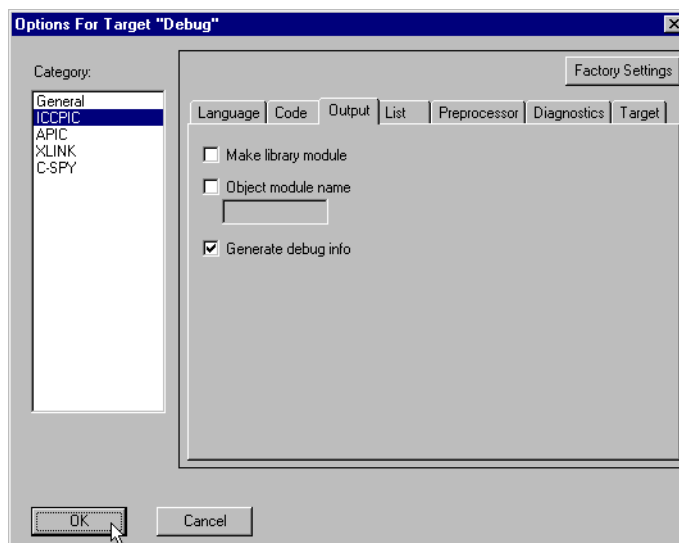 Options For Target "Debug"
Category:
Factory Settings
General
ICCPIC
APIC
XLINK
C-SPY
Language Code Output List Preprocessor Diagnostics Target
Make library module
Object module name
Generate debug info
OK Cancel